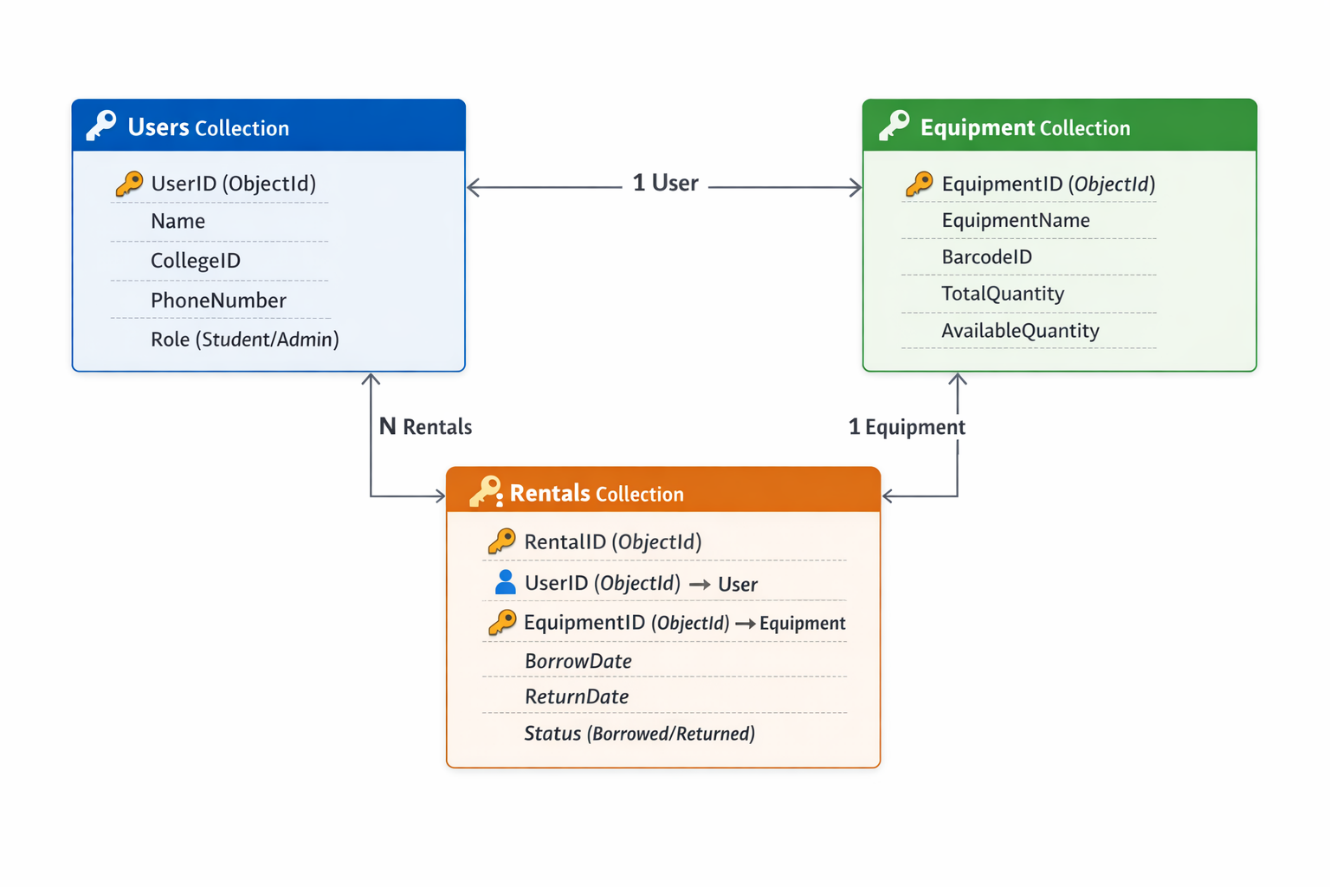 Users Collection
UserID (ObjectId)
Name
CollegeID
PhoneNumber
Role (Student/Admin)
1 User
Equipment Collection
EquipmentID (ObjectId)
EquipmentName
BarcodeID
TotalQuantity
AvailableQuantity
N Rentals
1 Equipment
Rentals Collection
RentalID (ObjectId)
UserID (ObjectId) → User
EquipmentID (ObjectId) → Equipment
BorrowDate
ReturnDate
Status (Borrowed/Returned)